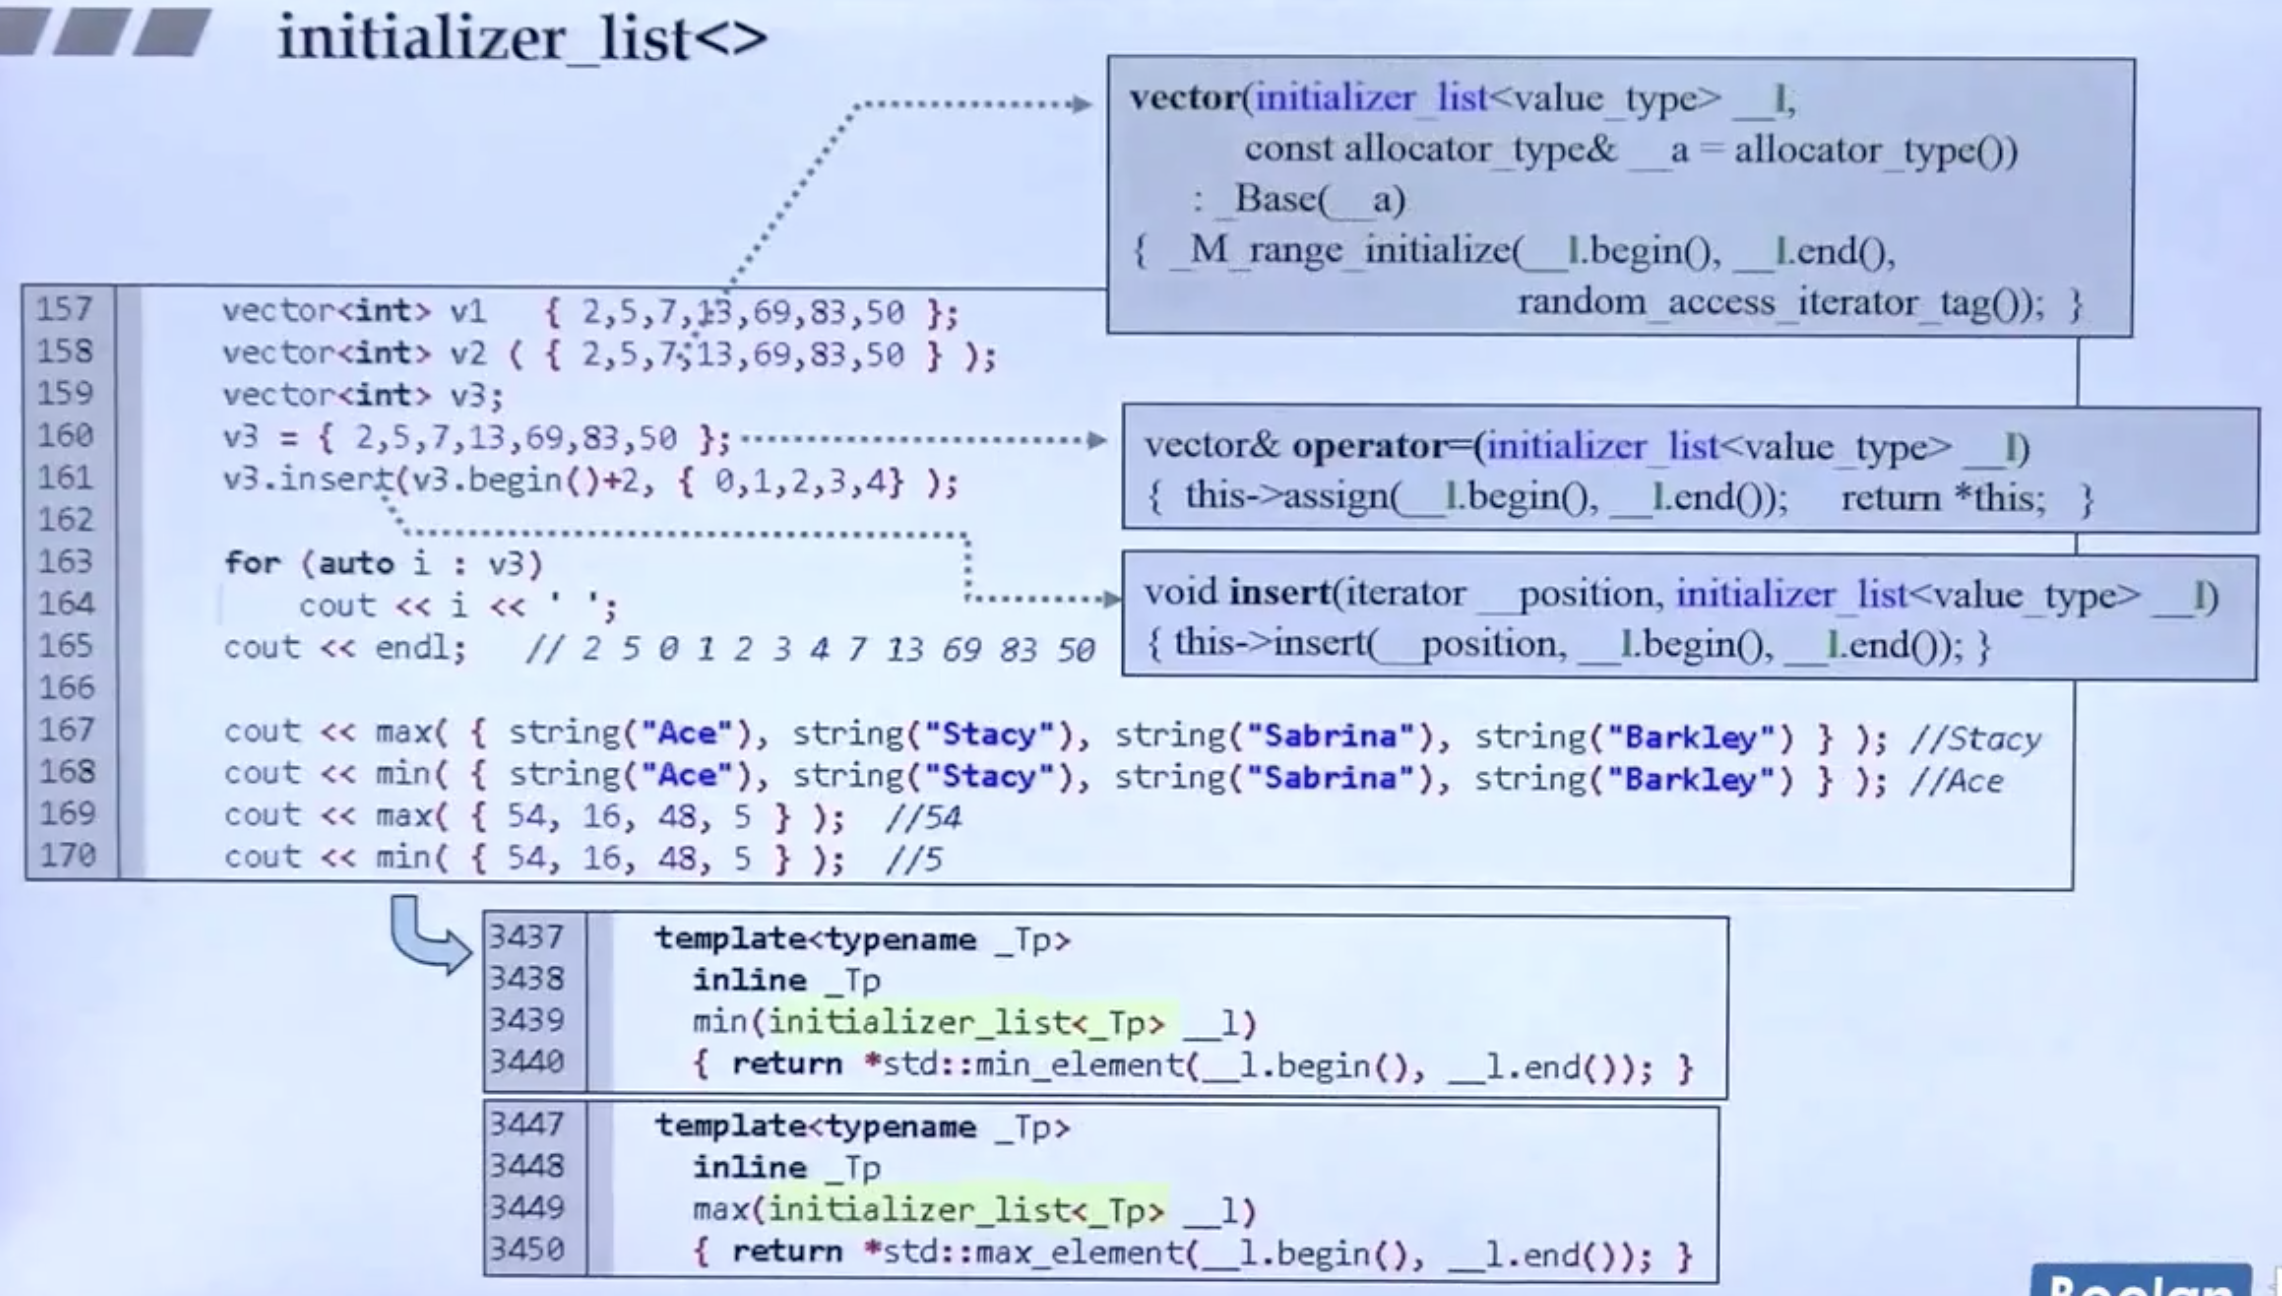 initializer_list<>
vector(initializer_list<value_type> __l,
const allocator_type& __a = allocator_type())
: _Base(__a)
{ _M_range_initialize(__l.begin(), __l.end(),
random_access_iterator_tag()); }
157 vector<int> v1 { 2,5,7,13,69,83,50 };
158 vector<int> v2 ( { 2,5,7,13,69,83,50 } );
159 vector<int> v3;
160 v3 = { 2,5,7,13,69,83,50 };
161 v3.insert(v3.begin()+2, { 0,1,2,3,4} );
162
163 for (auto i : v3)
164 cout << i << ' ';
165 cout << endl; // 2 5 0 1 2 3 4 7 13 69 83 50
166
167 cout << max( { string("Ace"), string("Stacy"), string("Sabrina"), string("Barkley") } ); //Stacy
168 cout << min( { string("Ace"), string("Stacy"), string("Sabrina"), string("Barkley") } ); //Ace
169 cout << max( { 54, 16, 48, 5 } ); //54
170 cout << min( { 54, 16, 48, 5 } ); //5
vector& operator=(initializer_list<value_type> __l)
{ this->assign(__l.begin(), __l.end()); return *this; }
void insert(iterator __position, initializer_list<value_type> __l)
{ this->insert(__position, __l.begin(), __l.end()); }
3437 template<typename _Tp>
3438 inline _Tp
3439 min(initializer_list<_Tp> __l)
3440 { return *std::min_element(__l.begin(), __l.end()); }
3447 template<typename _Tp>
3448 inline _Tp
3449 max(initializer_list<_Tp> __l)
3450 { return *std::max_element(__l.begin(), __l.end()); }
Boolan